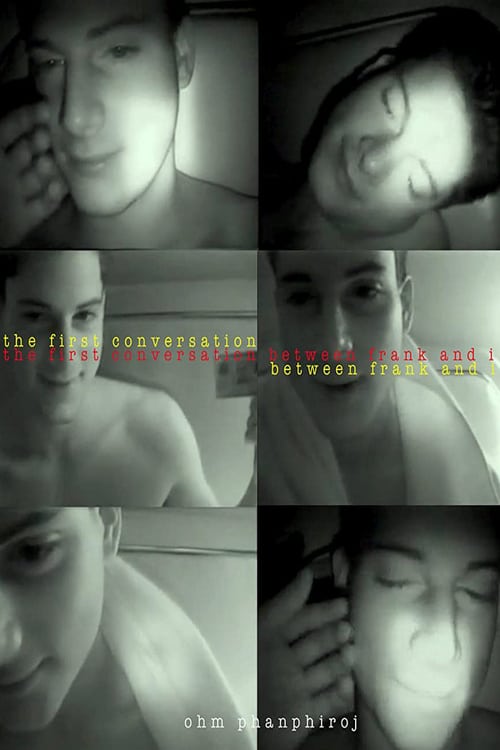 the first conversation
the first conversation between frank and i
between frank and i
ohm phanphiroj